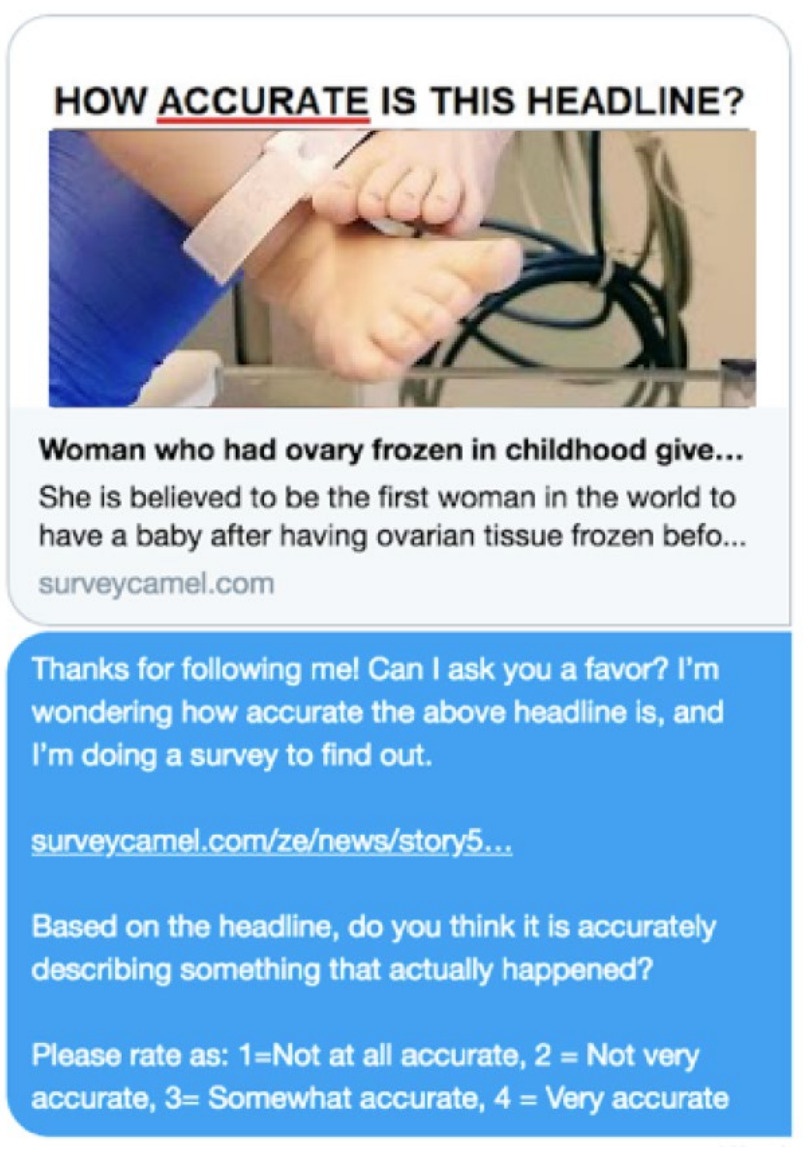 HOW ACCURATE IS THIS HEADLINE?
Woman who had ovary frozen in childhood give...
She is believed to be the first woman in the world to
have a baby after having ovarian tissue frozen befo...
surveycamel.com
Thanks for following me! Can I ask you a favor? I'm
wondering how accurate the above headline is, and
I'm doing a survey to find out.
surveycamel.com/ze/news/story5...
Based on the headline, do you think it is accurately
describing something that actually happened?
Please rate as: 1=Not at all accurate, 2 = Not very
accurate, 3= Somewhat accurate, 4 = Very accurate